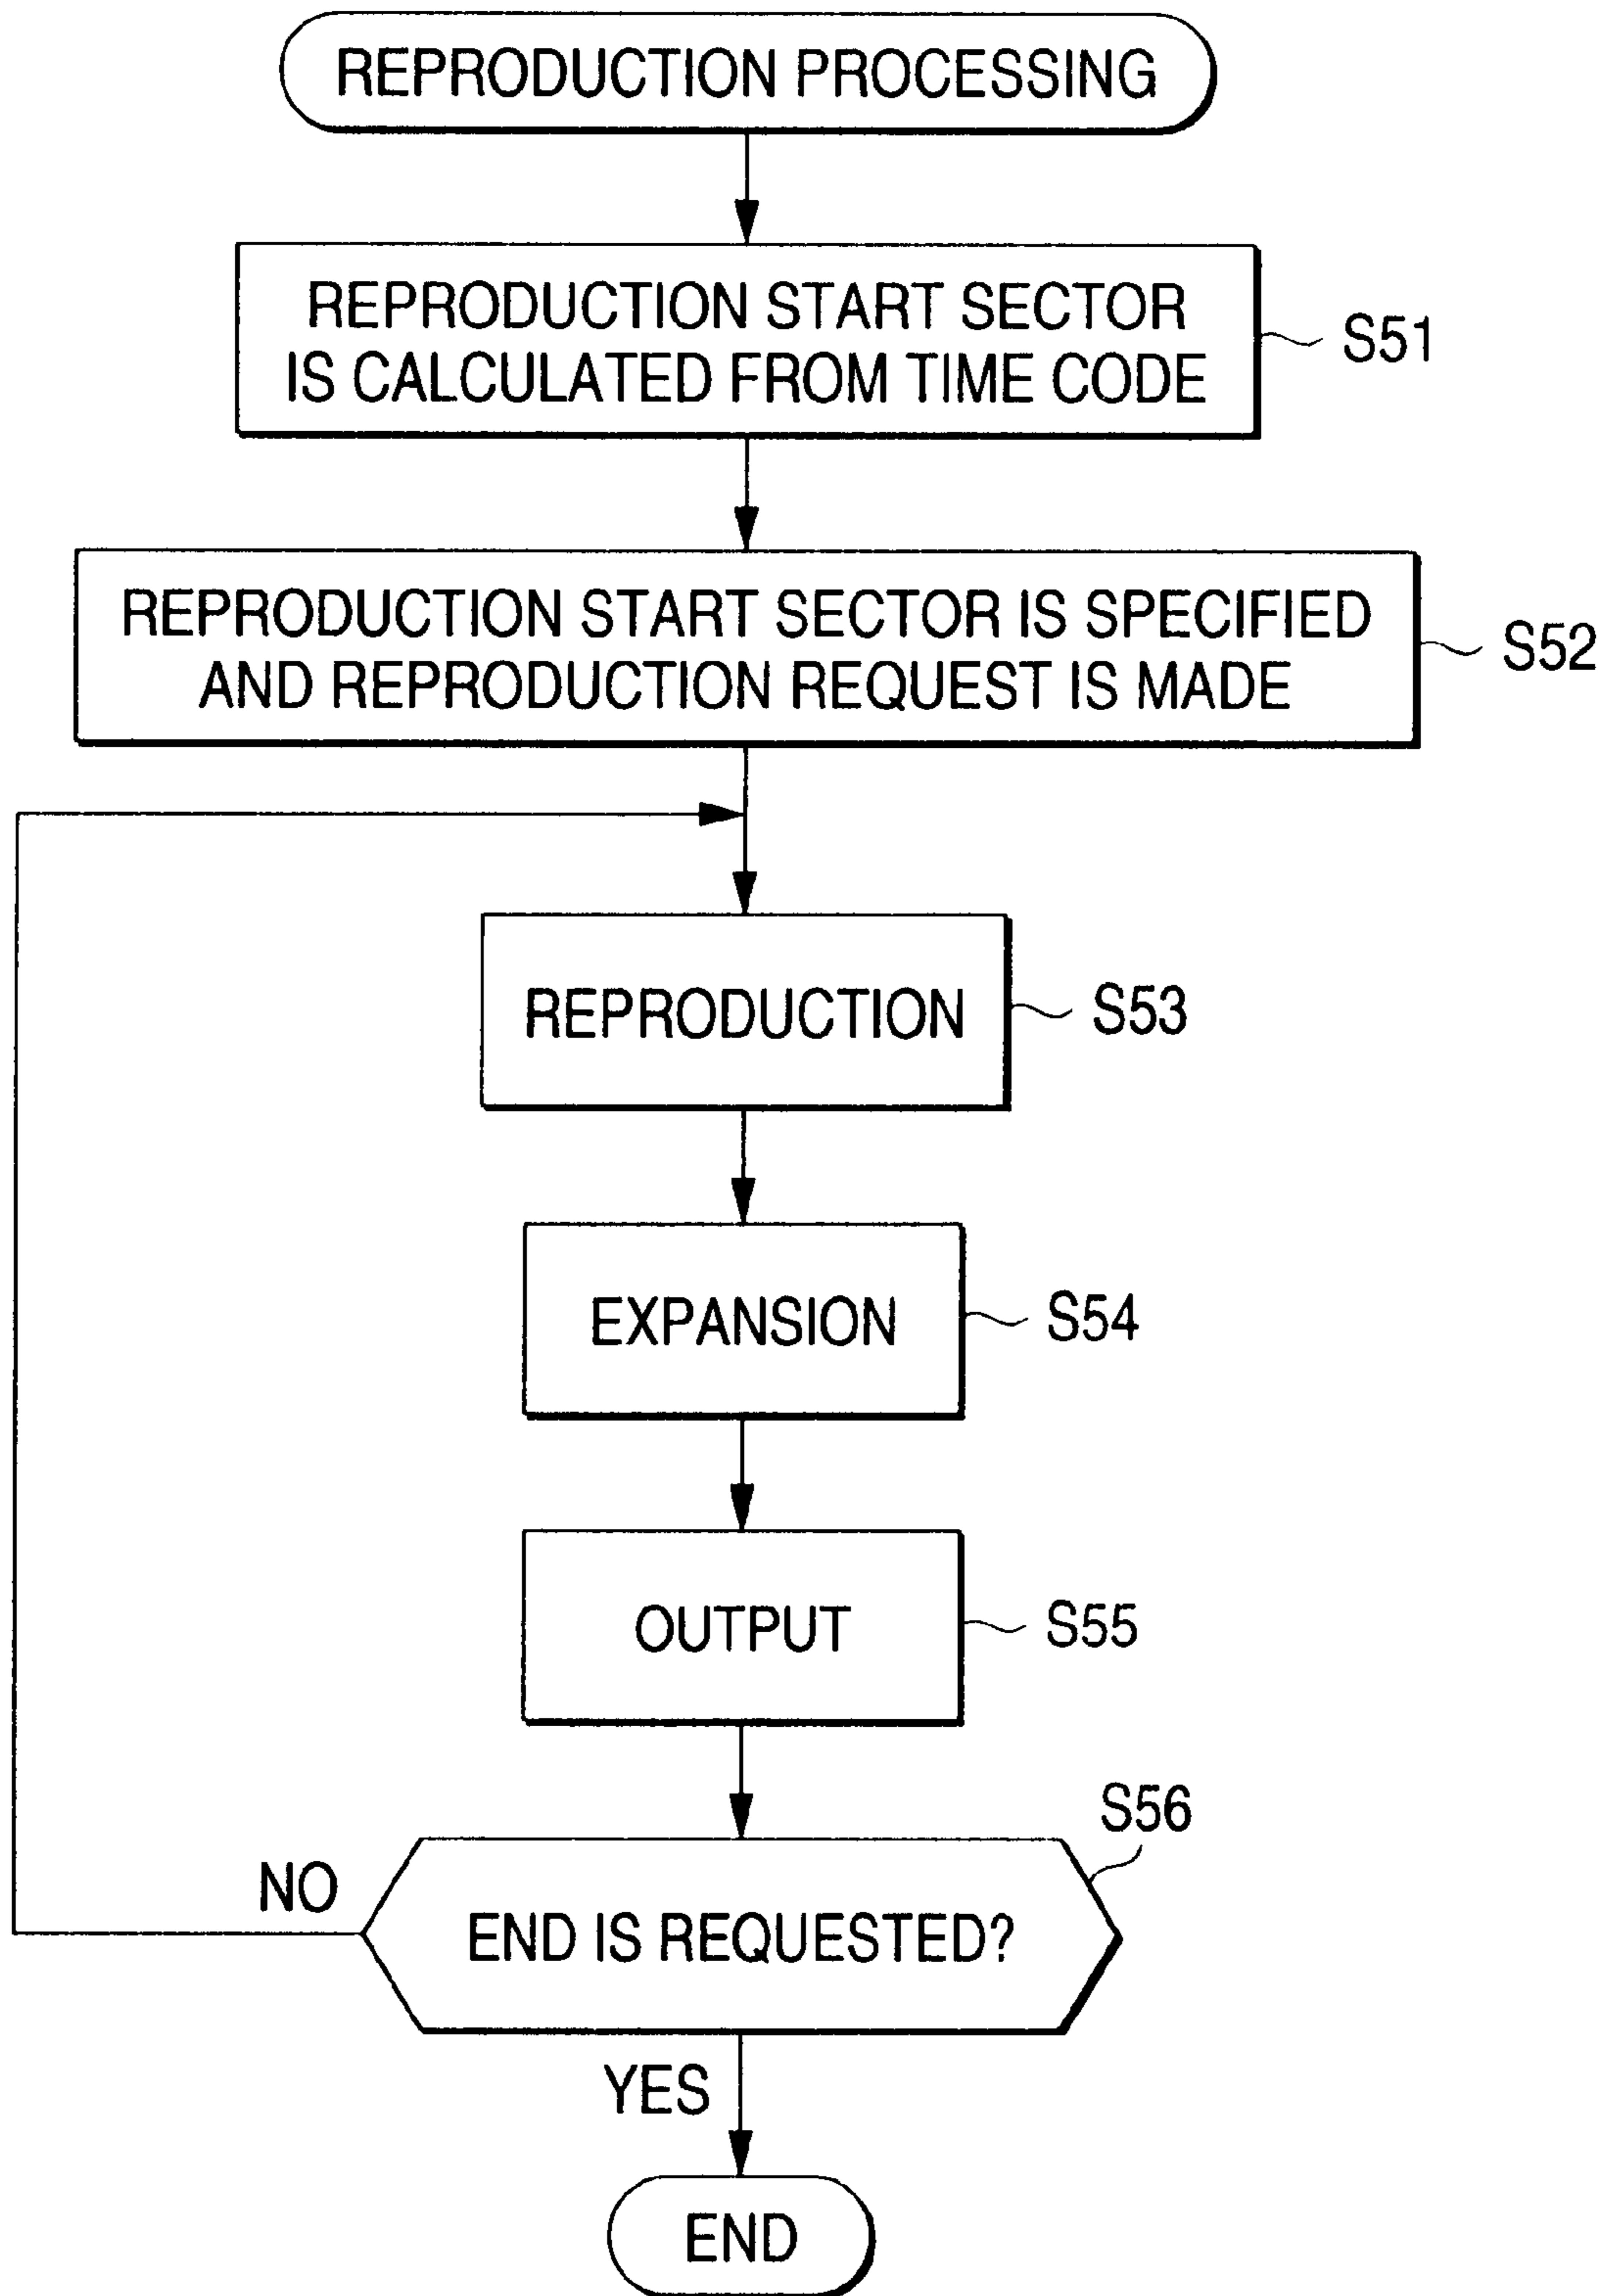 REPRODUCTION PROCESSING
REPRODUCTION START SECTOR
IS CALCULATED FROM TIME CODE
S51
REPRODUCTION START SECTOR IS SPECIFIED
AND REPRODUCTION REQUEST IS MADE
S52
REPRODUCTION
S53
EXPANSION
S54
OUTPUT
S55
S56
NO
END IS REQUESTED?
YES
END